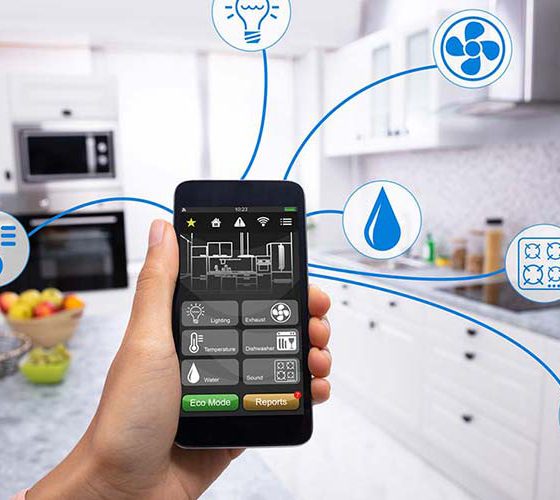 10:23
Lighting
Exhaust
Temperature
Dishwasher
Water
Sound
Eco Mode
Reports